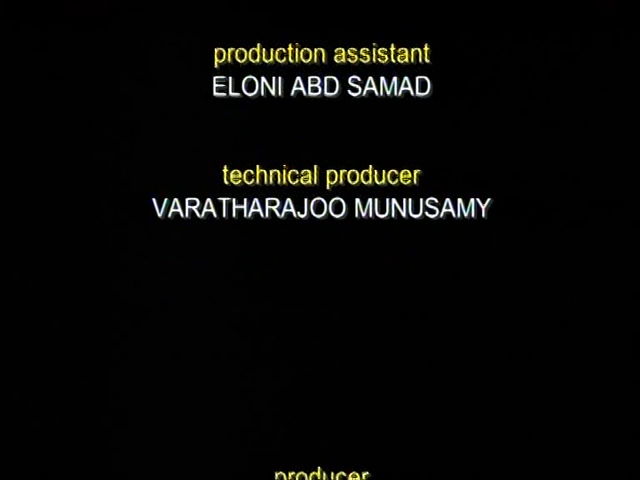 production assistant
ELONI ABD SAMAD
technical producer
VARATHARAJOO MUNUSAMY
producer